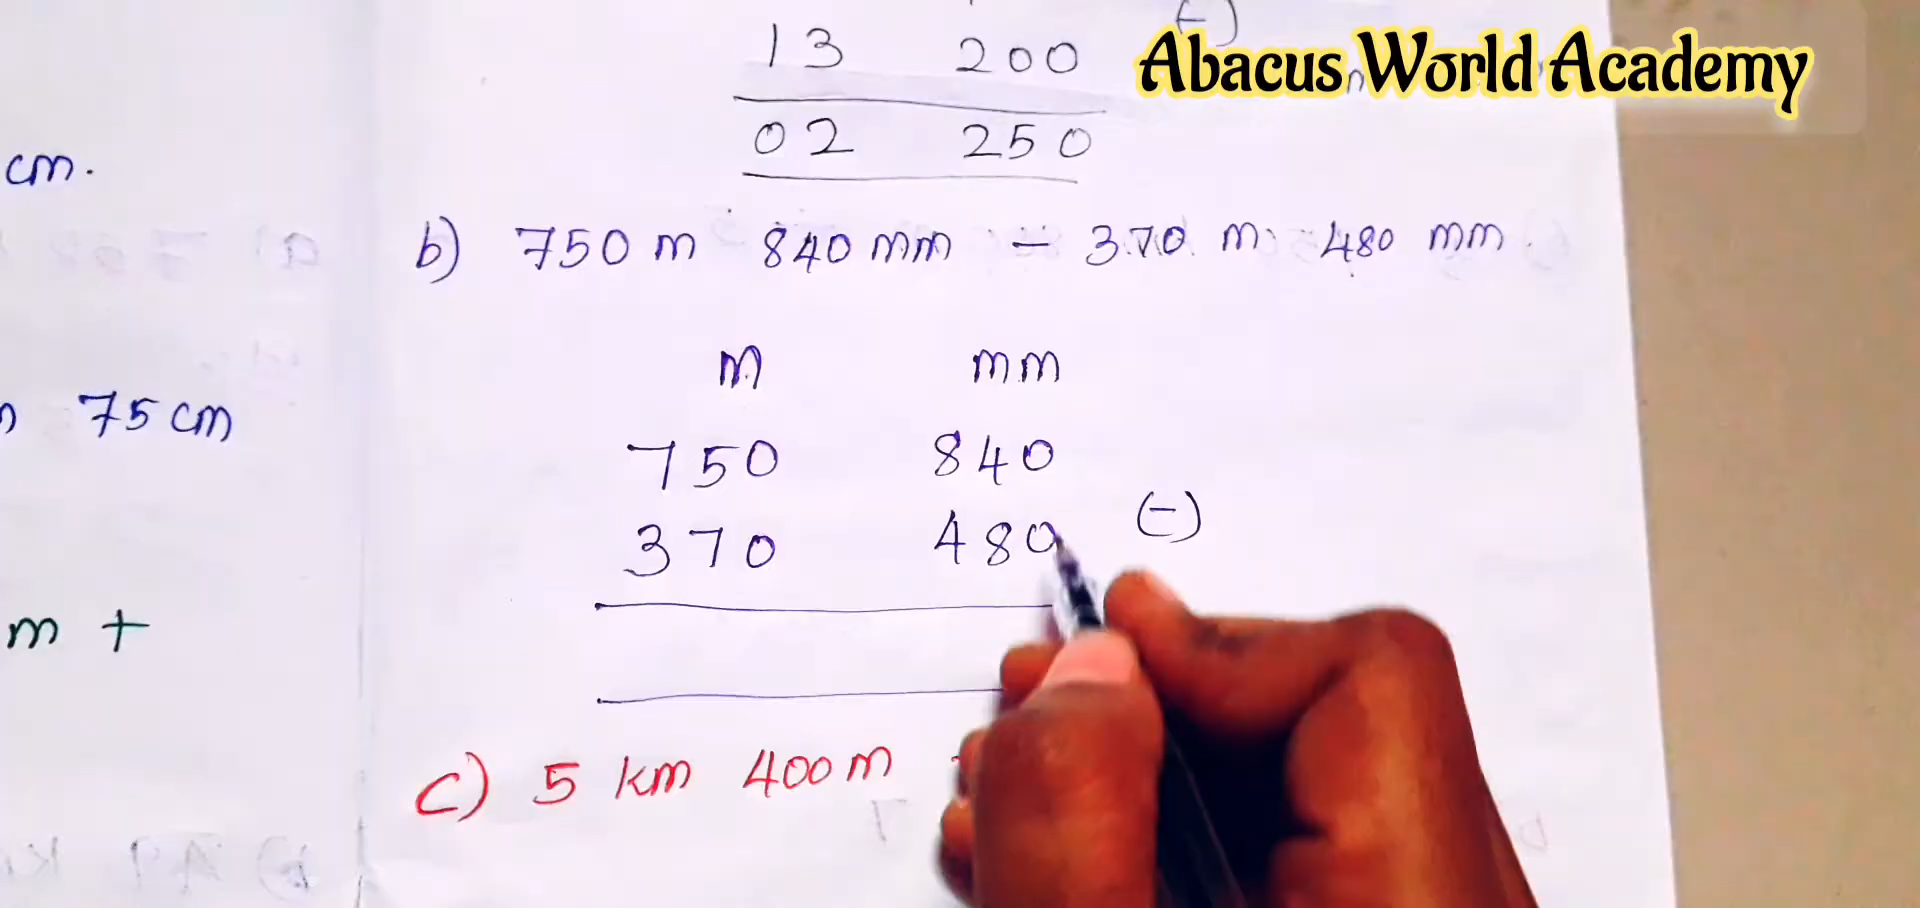 (-)
Abacus World Academy
13 200
02 250
cm.
b) 750 m 840 mm - 370 m 480 mm
m mm
75 cm
750 840
370 480 (-)
m +
c) 5 km 400 m